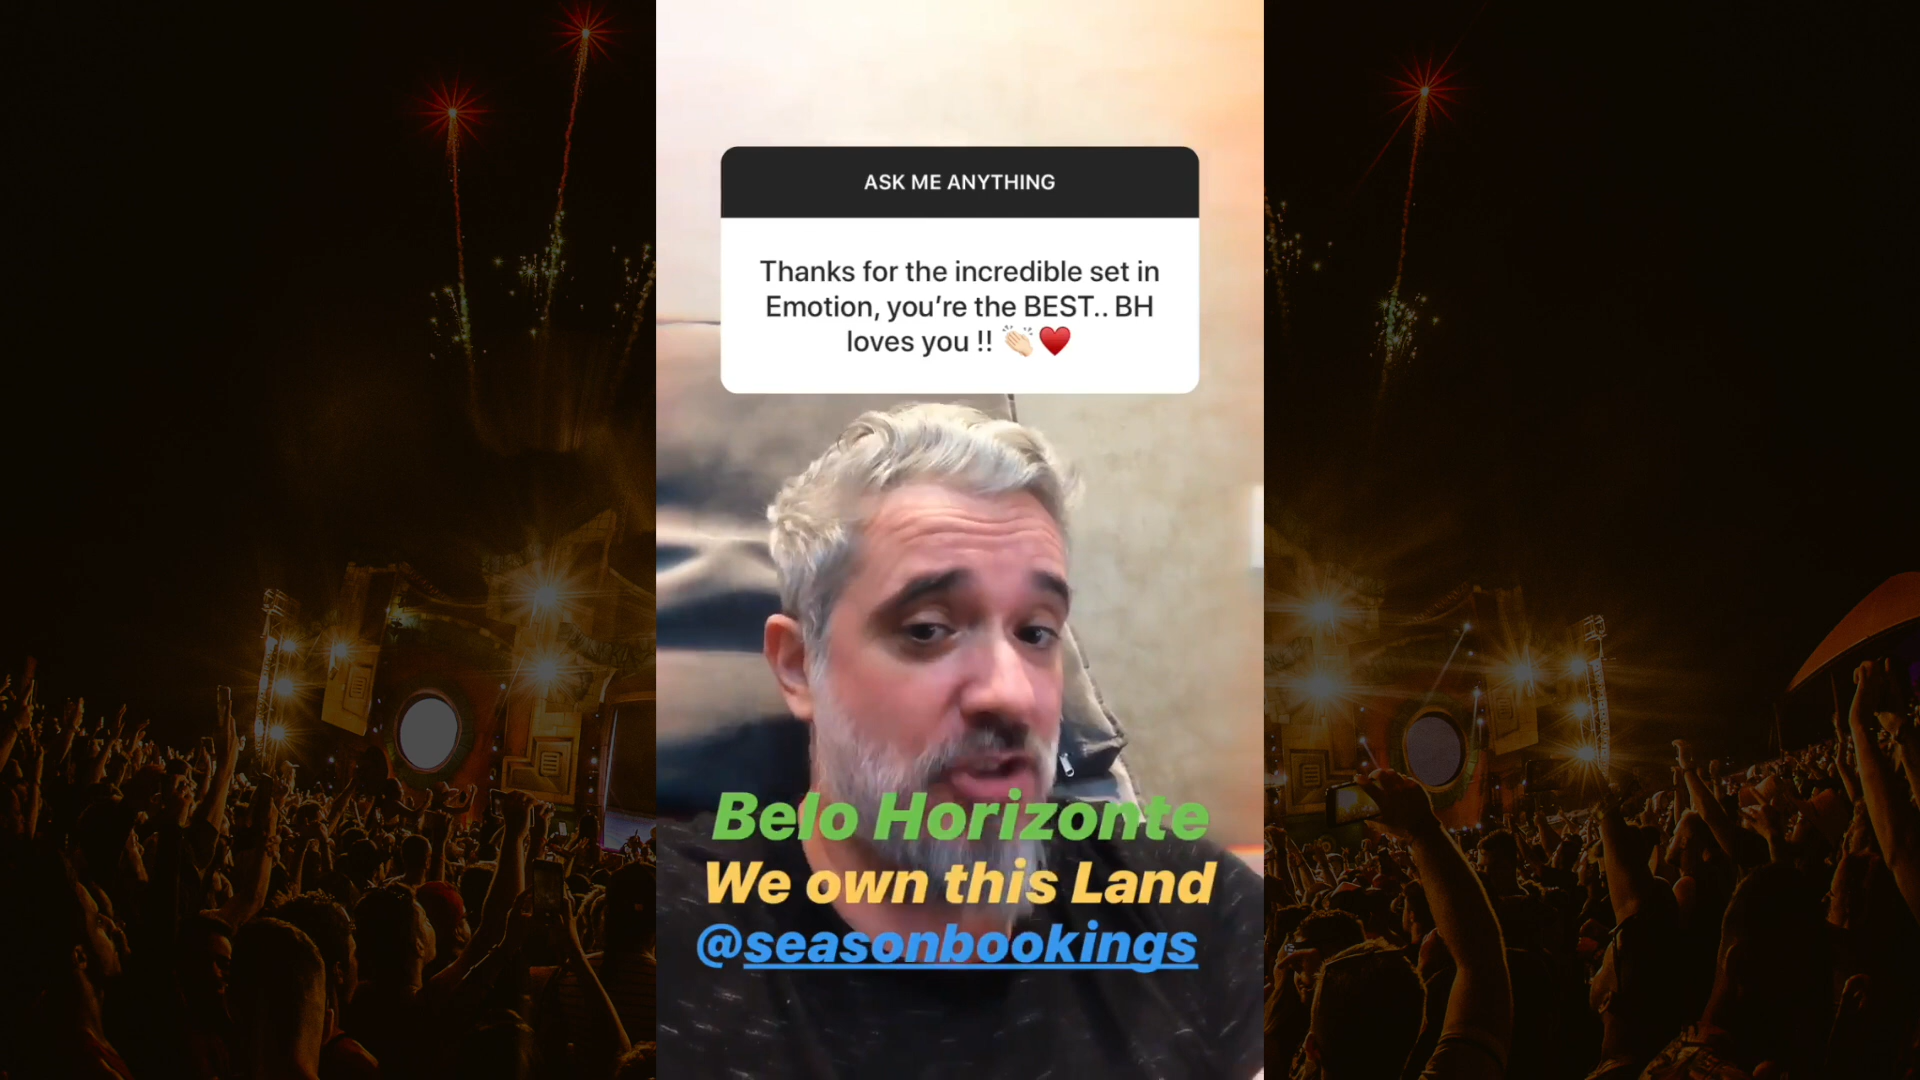 ASK ME ANYTHING
Thanks for the incredible set in
Emotion, you’re the BEST.. BH
loves you !! 👏🏻♥️
Belo Horizonte
We own this Land
@seasonbookings